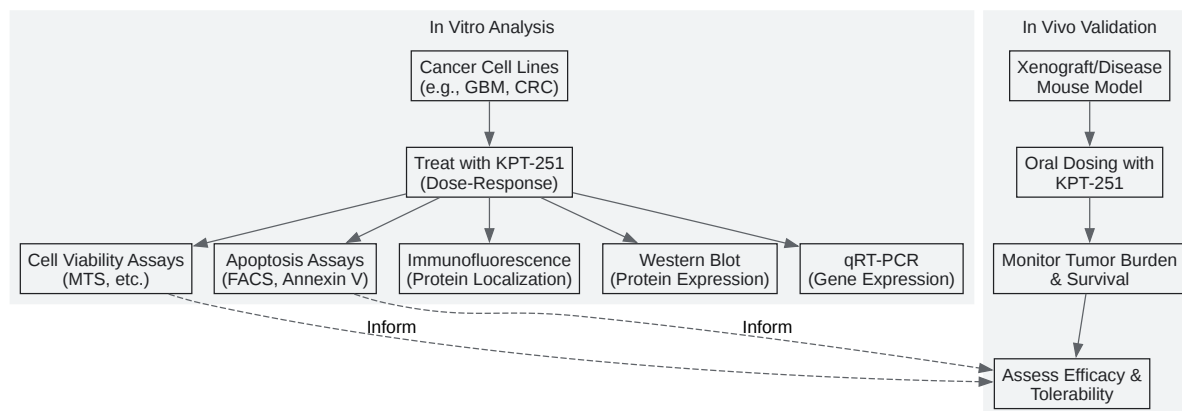 In Vitro Analysis
Cancer Cell Lines
(e.g., GBM, CRC)
Treat with KPT-251
(Dose-Response)
Cell Viability Assays
(MTS, etc.)
Apoptosis Assays
(FACS, Annexin V)
Immunofluorescence
(Protein Localization)
Western Blot
(Protein Expression)
qRT-PCR
(Gene Expression)
Inform
Inform
In Vivo Validation
Xenograft/Disease
Mouse Model
Oral Dosing with
KPT-251
Monitor Tumor Burden
& Survival
Assess Efficacy &
Tolerability